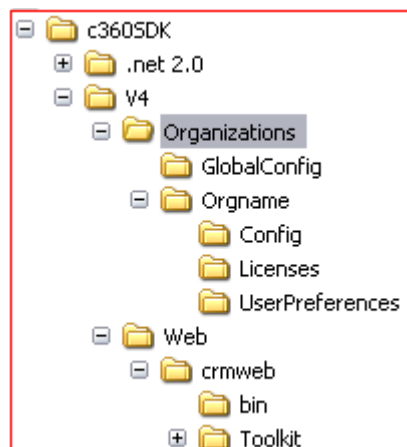 c360SDK
.net 2.0
V4
Organizations
GlobalConfig
Orgname
Config
Licenses
UserPreferences
Web
crmweb
bin
Toolkit